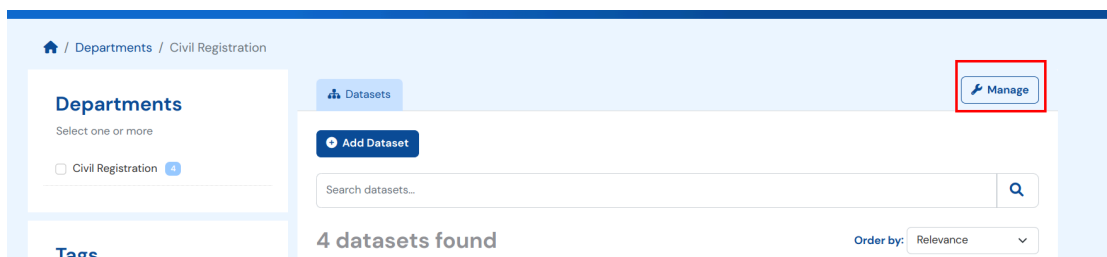 / Departments / Civil Registration
Departments
Select one or more
Civil Registration 4
Datasets
Manage
Add Dataset
Search datasets...
4 datasets found
Order by: Relevance
Tags